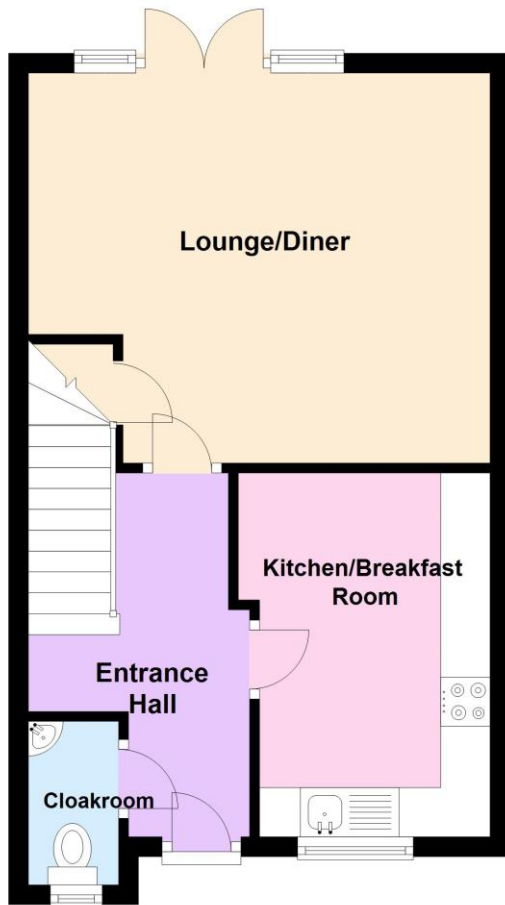 Lounge/Diner
Kitchen/Breakfast
Room
Entrance
Hall
Cloakroom